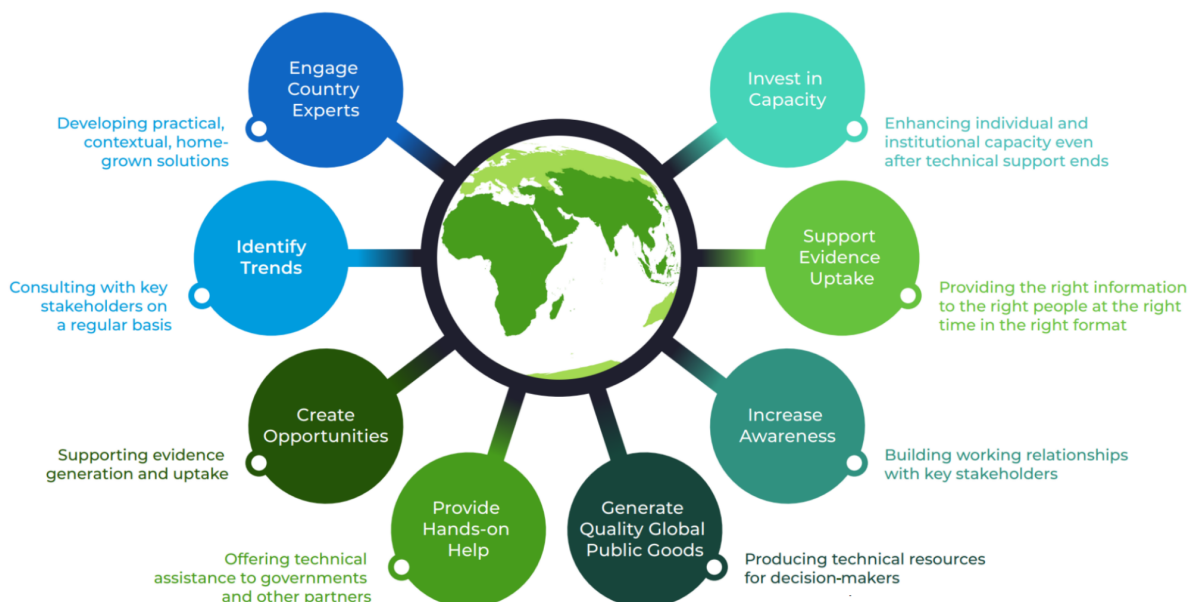 Engage
Country
Experts
Developing practical,
contextual, home-
grown solutions
Identify
Trends
Consulting with key
stakeholders on
a regular basis
Create
Opportunities
Supporting evidence
generation and uptake
Provide
Hands-on
Help
Offering technical
assistance to governments
and other partners
Generate
Quality Global
Public Goods
Producing technical resources
for decision-makers
Increase
Awareness
Building working relationships
with key stakeholders
Support
Evidence
Uptake
Providing the right information
to the right people at the right
time in the right format
Invest in
Capacity
Enhancing individual and
institutional capacity even
after technical support ends